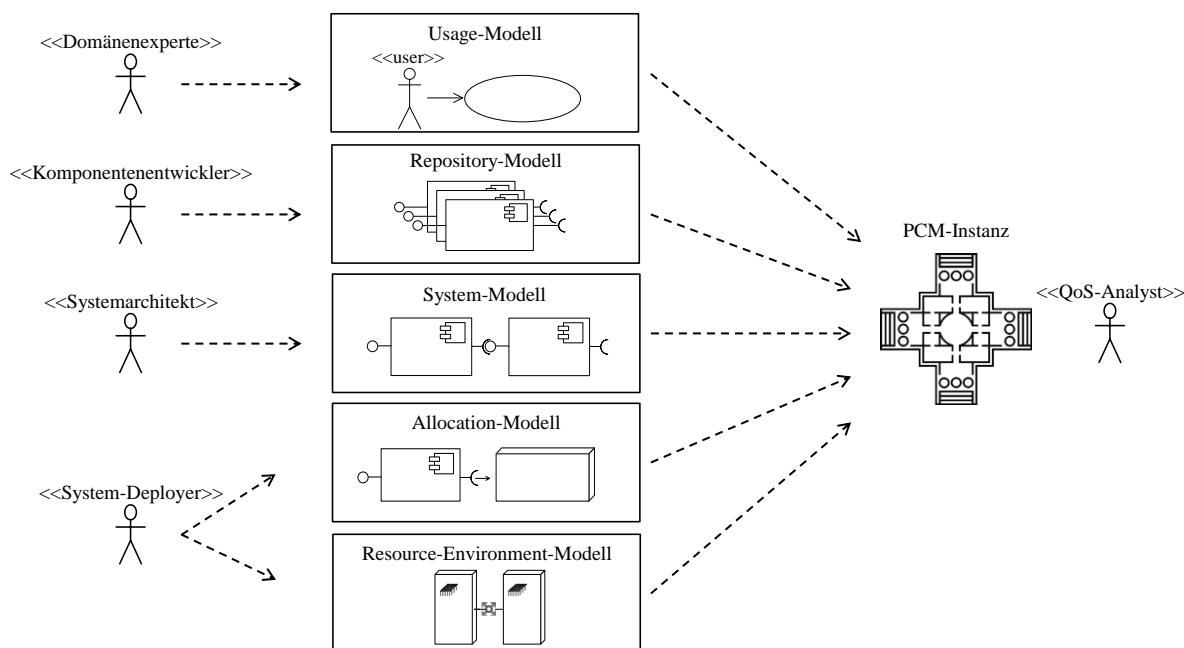 <<Domänenexperte>>
Usage-Modell
<<user>>
<<Komponentenentwickler>>
Repository-Modell
PCM-Instanz
<<Systemarchitekt>>
System-Modell
<<QoS-Analyst>>
Allocation-Modell
<<System-Deployer>>
Resource-Environment-Modell